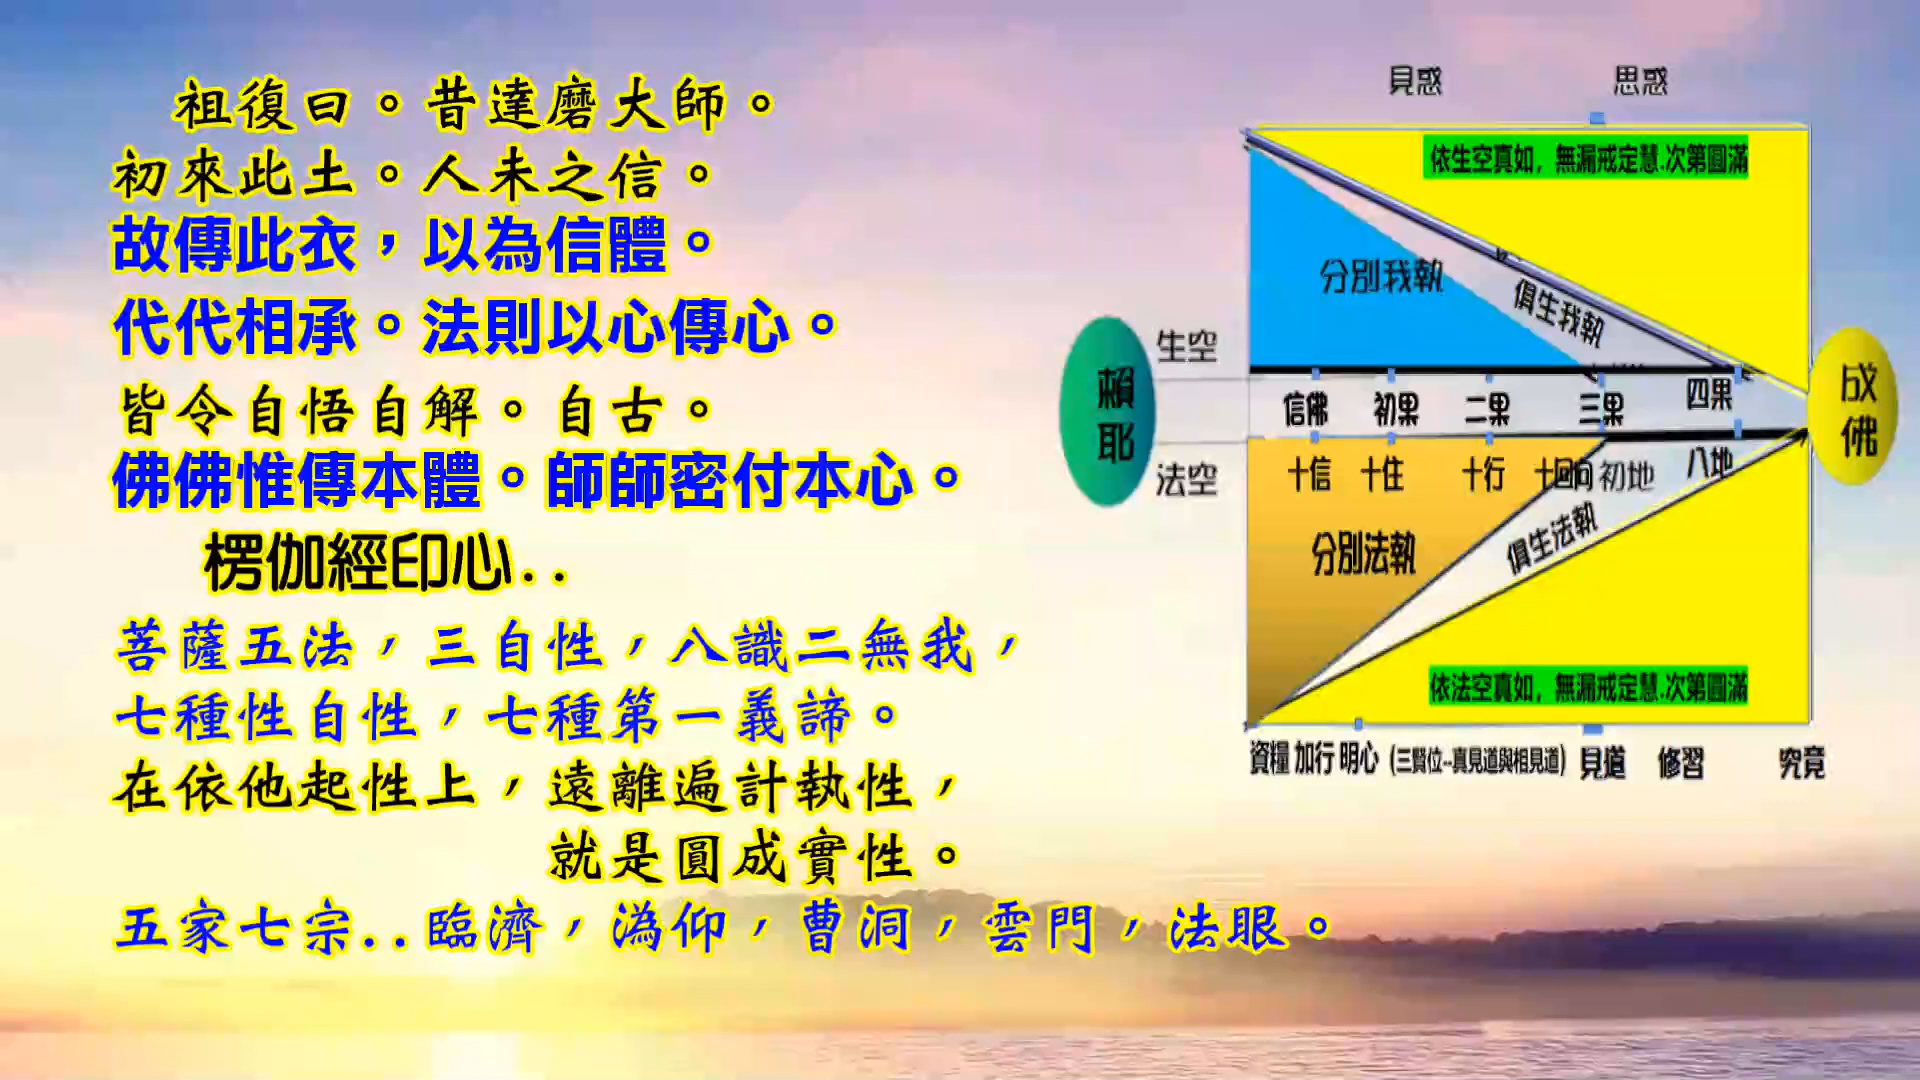 祖復曰。昔達磨大師。
初來此土。人未之信。
故傳此衣，以為信體。
代代相承。法則以心傳心。
皆令自悟自解。自古。
佛佛惟傳本體。師師密付本心。
楞伽經印心..
菩薩五法，三自性，八識二無我，
七種性自性，七種第一義諦。
在依他起性上，遠離遍計執性，
就是圓成實性。
五家七宗..臨濟，溈仰，曹洞，雲門，法眼。
見惑 思惑
依生空真如，無漏戒定慧.次第圓滿
分別我執
俱生我執
生空
賴耶
信佛 初果 二果 三果 四果
成佛
法空
十信 十住 十行 十回向 初地 八地
分別法執
俱生法執
依法空真如，無漏戒定慧.次第圓滿
資糧 加行 明心 (三賢位--真見道與相見道) 見道 修習 究竟